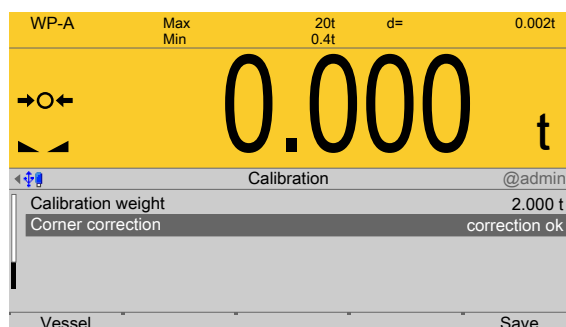 WP-A Max 20t d= 0.002t
Min 0.4t
0.000 t
Calibration @admin
Calibration weight 2.000 t
Corner correction correction ok
Vessel Save